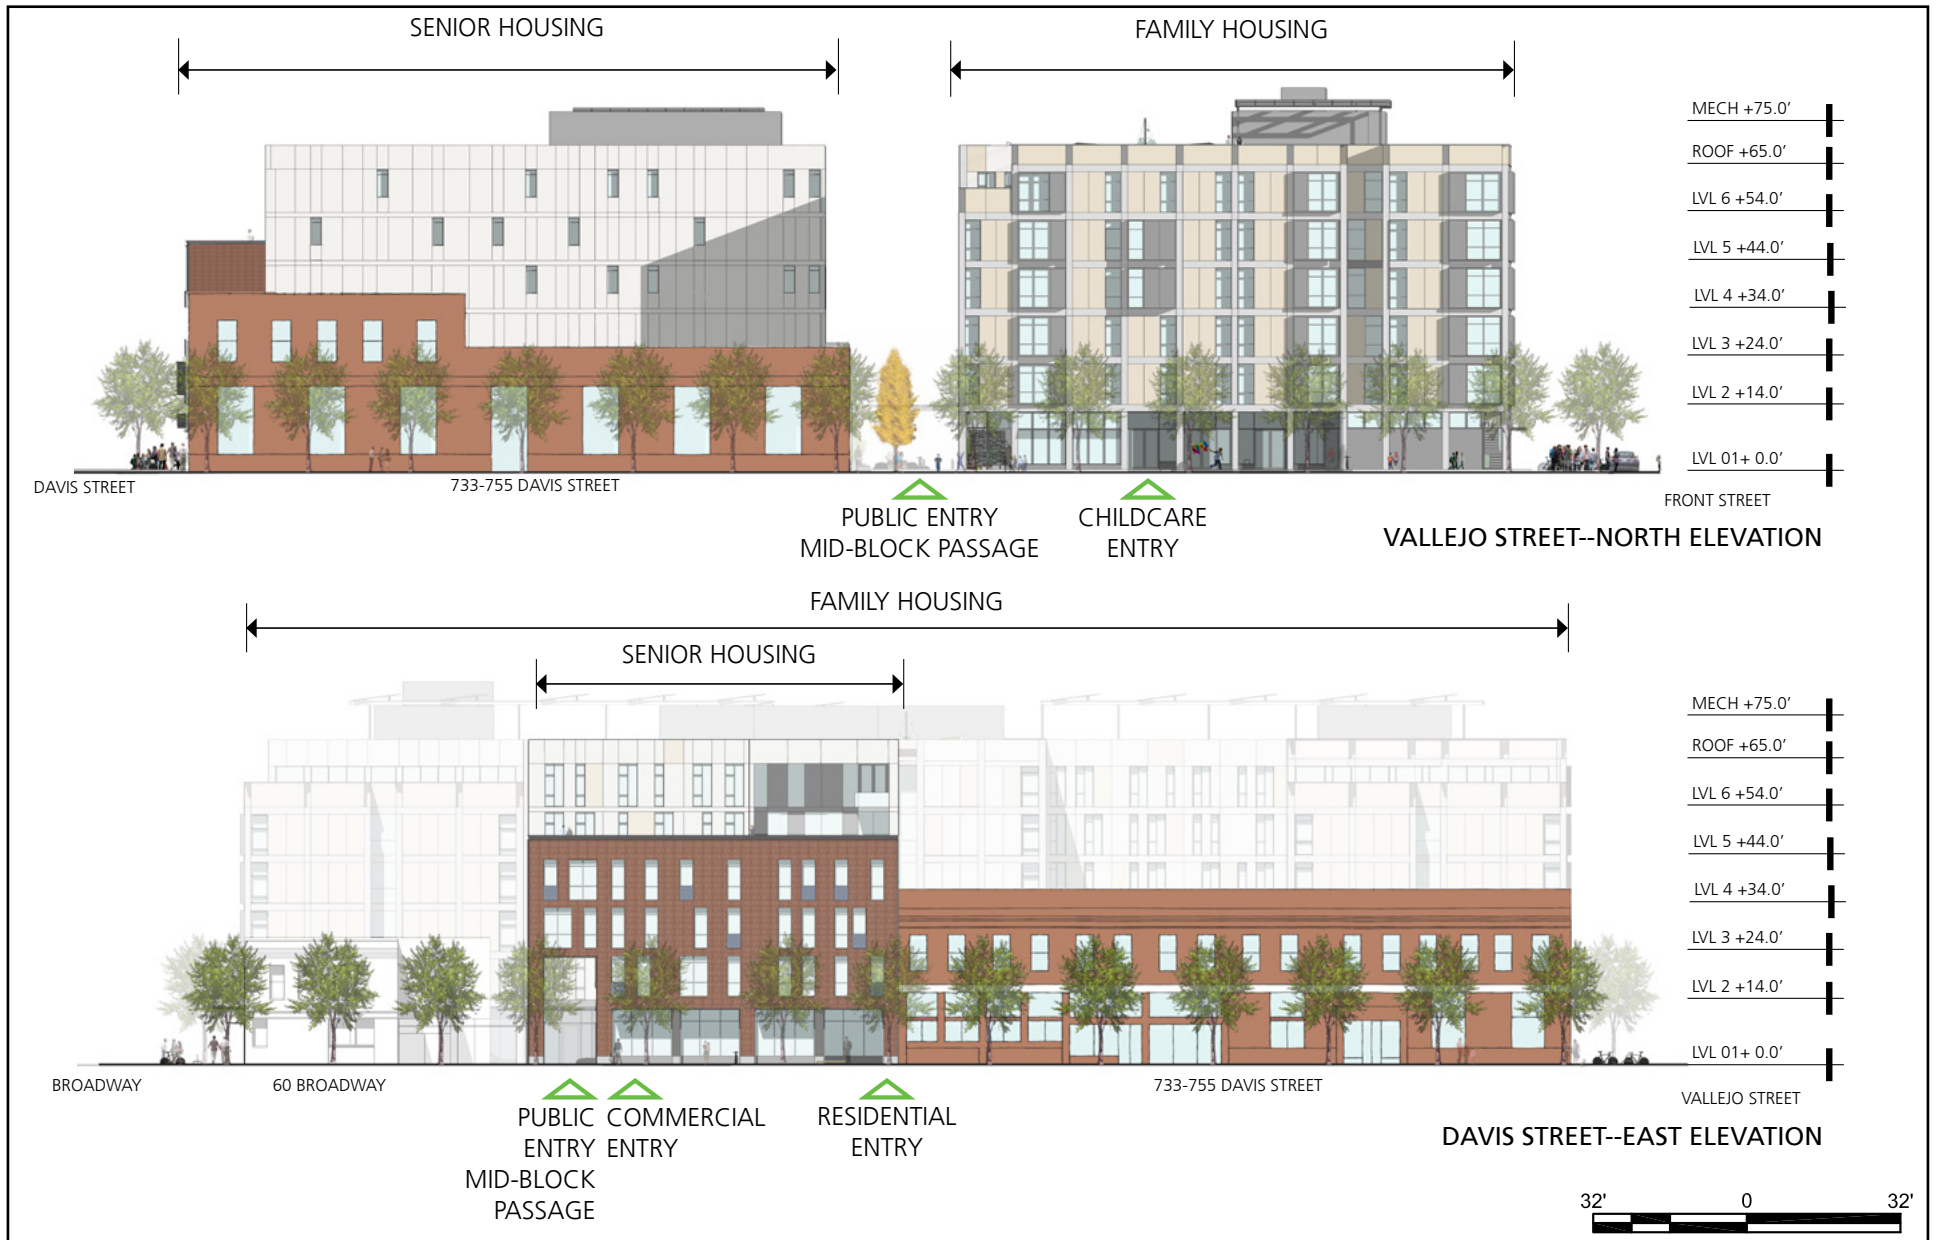 SENIOR HOUSING
FAMILY HOUSING
MECH +75.0'
ROOF +65.0'
LVL 6 +54.0'
LVL 5 +44.0'
LVL 4 +34.0'
LVL 3 +24.0'
LVL 2 +14.0'
LVL 01+ 0.0'
DAVIS STREET
733-755 DAVIS STREET
FRONT STREET
PUBLIC ENTRY
MID-BLOCK PASSAGE
CHILDCARE
ENTRY
VALLEJO STREET--NORTH ELEVATION
FAMILY HOUSING
SENIOR HOUSING
MECH +75.0'
ROOF +65.0'
LVL 6 +54.0'
LVL 5 +44.0'
LVL 4 +34.0'
LVL 3 +24.0'
LVL 2 +14.0'
LVL 01+ 0.0'
BROADWAY
60 BROADWAY
733-755 DAVIS STREET
VALLEJO STREET
PUBLIC
ENTRY
MID-BLOCK
PASSAGE
COMMERCIAL
ENTRY
RESIDENTIAL
ENTRY
DAVIS STREET--EAST ELEVATION
32' 0 32'